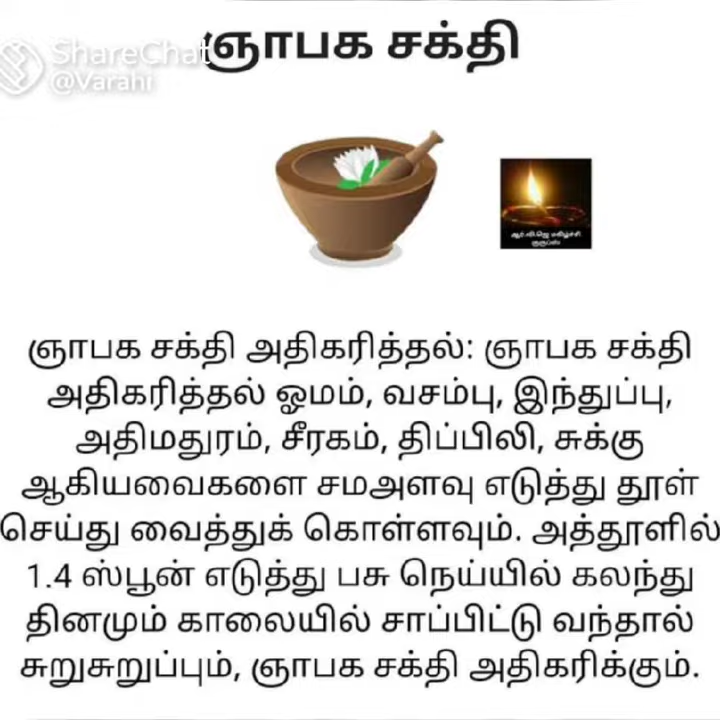 ஞாபக சக்தி
ShareChat
@Varahi
ஆர்.வி.ஜெ மகிழ்ச்சி
குரூப்ஸ்
ஞாபக சக்தி அதிகரித்தல்: ஞாபக சக்தி
அதிகரித்தல் ஓமம், வசம்பு, இந்துப்பு,
அதிமதுரம், சீரகம், திப்பிலி, சுக்கு
ஆகியவைகளை சமஅளவு எடுத்து தூள்
செய்து வைத்துக் கொள்ளவும். அத்தூளில்
1.4 ஸ்பூன் எடுத்து பசு நெய்யில் கலந்து
தினமும் காலையில் சாப்பிட்டு வந்தால்
சுறுசுறுப்பும், ஞாபக சக்தி அதிகரிக்கும்.